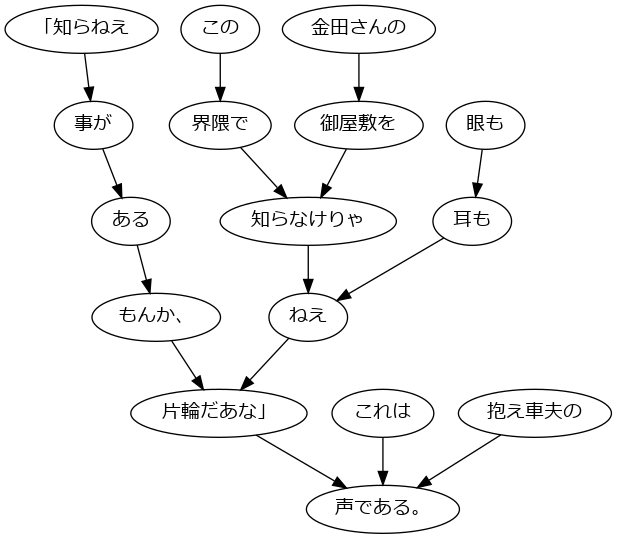 「知らねえ
この
金田さんの
事が
界隈で
御屋敷を
眼も
ある
知らなけりゃ
耳も
もんか、
ねえ
片輪だあな」
これは
抱え車夫の
声である。